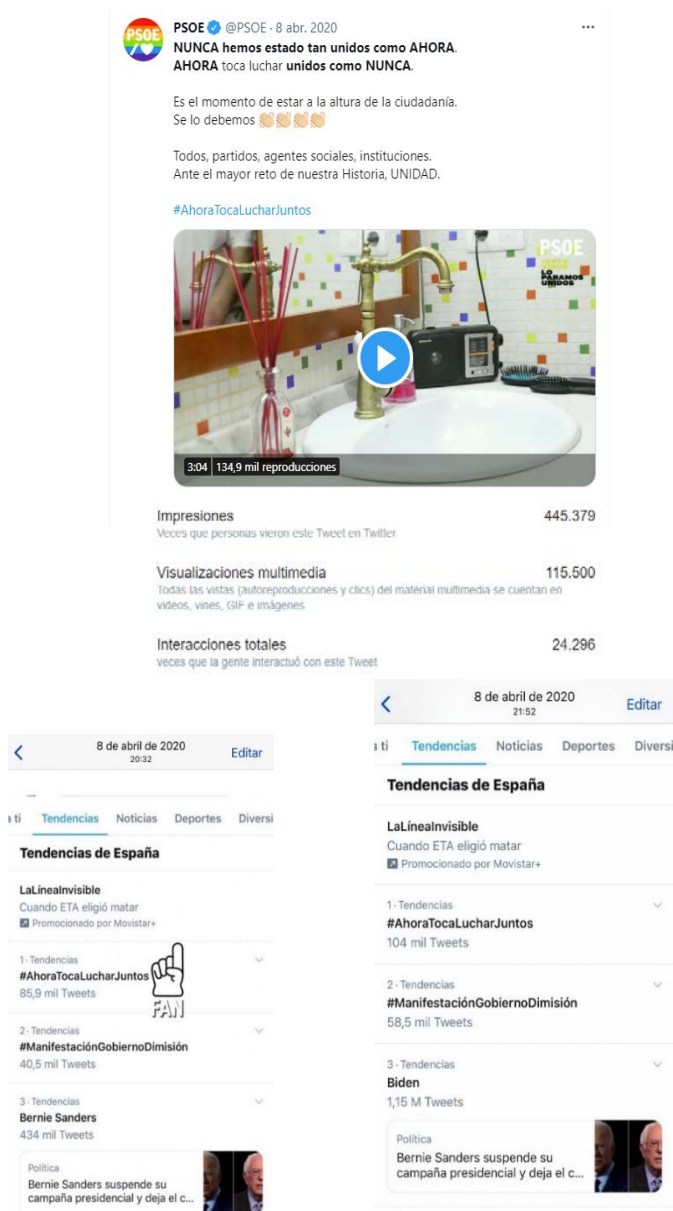 PSOE @PSOE · 8 abr. 2020
NUNCA hemos estado tan unidos como AHORA.
AHORA toca luchar unidos como NUNCA.
Es el momento de estar a la altura de la ciudadanía.
Se lo debemos 👏🏼👏🏼👏🏼👏🏼
Todos, partidos, agentes sociales, instituciones.
Ante el mayor reto de nuestra Historia, UNIDAD.
#AhoraTocaLucharJuntos
PSOE
PSOE
LO
PARAMOS
UNIDOS
3:04 134,9 mil reproducciones
Impresiones 445.379
Veces que personas vieron este Tweet en Twitter
Visualizaciones multimedia 115.500
Todas las vistas (autoreproducciones y clics) del material multimedia se cuentan en
videos, vines, GIF e imágenes
Interacciones totales 24.296
veces que la gente interactuó con este Tweet
8 de abril de 2020
20:32
Editar
a ti Tendencias Noticias Deportes Diversi
Tendencias de España
LaLíneaInvisible
Cuando ETA eligió matar
Promocionado por Movistar+
1 · Tendencias
#AhoraTocaLucharJuntos
85,9 mil Tweets
FAN
2 · Tendencias
#ManifestaciónGobiernoDimisión
40,5 mil Tweets
3 · Tendencias
Bernie Sanders
434 mil Tweets
Política
Bernie Sanders suspende su
campaña presidencial y deja el c...
8 de abril de 2020
21:52
Editar
a ti Tendencias Noticias Deportes Diversi
Tendencias de España
LaLíneaInvisible
Cuando ETA eligió matar
Promocionado por Movistar+
1 · Tendencias
#AhoraTocaLucharJuntos
104 mil Tweets
2 · Tendencias
#ManifestaciónGobiernoDimisión
58,5 mil Tweets
3 · Tendencias
Biden
1,15 M Tweets
Política
Bernie Sanders suspende su
campaña presidencial y deja el c...